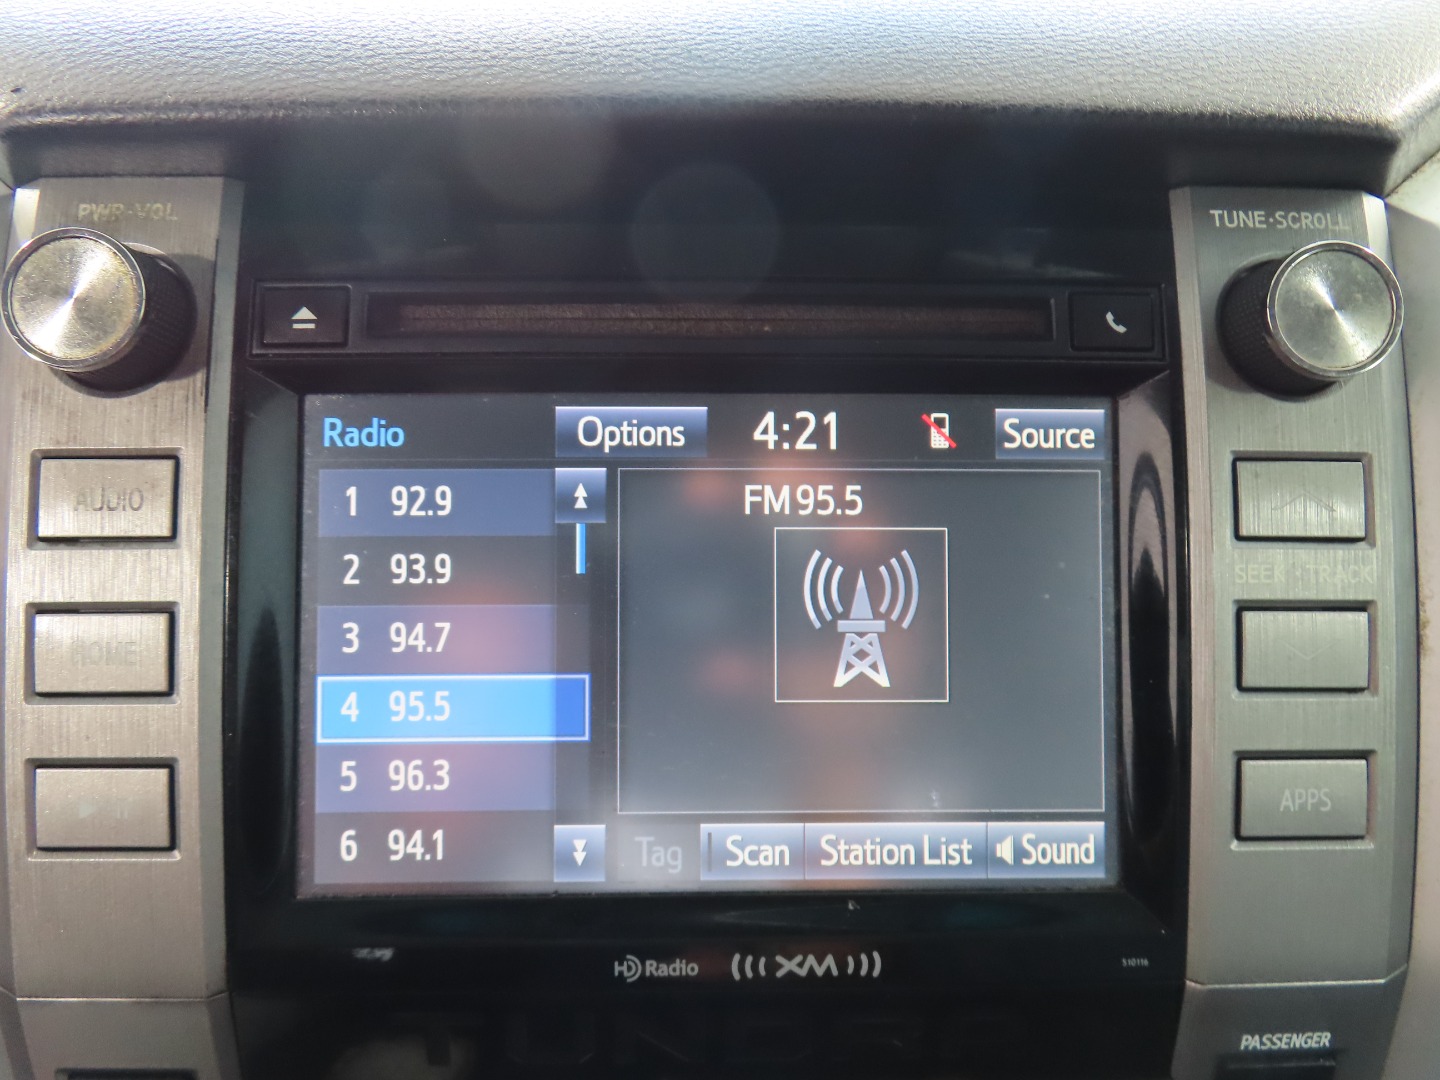 PWR·VOL
TUNE·SCROLL
Radio
Options
4:21
Source
1 92.9
FM 95.5
2 93.9
3 94.7
4 95.5
5 96.3
6 94.1
Tag
Scan
Station List
Sound
AUDIO
HOME
SEEK·TRACK
APPS
HD Radio
XM
510116
TUNDRA
PASSENGER